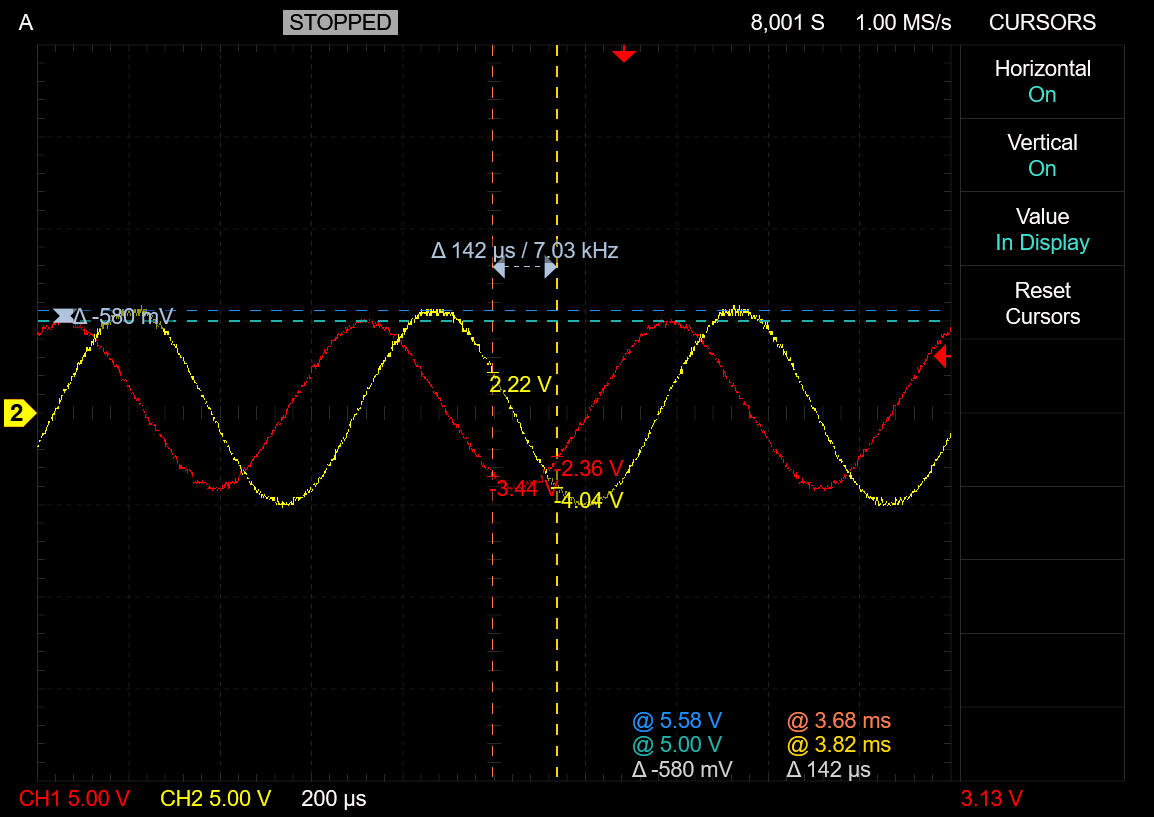 A STOPPED 8,001 S 1.00 MS/s CURSORS
Horizontal
On
Vertical
On
Value
In Display
Reset
Cursors
Δ 142 µs / 7.03 kHz
Δ -580 mV
2
2.22 V
-2.36 V
-3.44 V
-4.04 V
@ 5.58 V @ 3.68 ms
@ 5.00 V @ 3.82 ms
Δ -580 mV Δ 142 µs
CH1 5.00 V CH2 5.00 V 200 µs 3.13 V